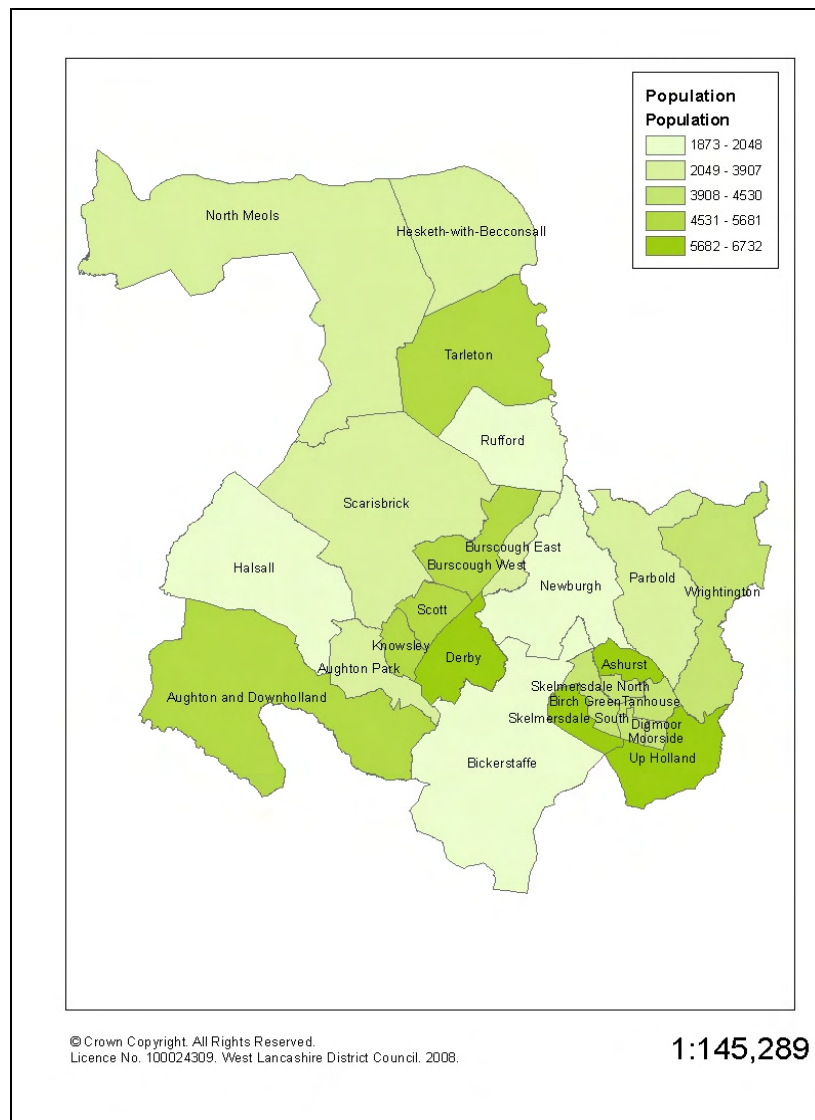 Population
Population
1873 - 2048
2049 - 3907
3908 - 4530
4531 - 5681
5682 - 6732
North Meols
Hesketh-with-Becconsall
Tarleton
Rufford
Scarisbrick
Burscough East
Burscough West
Halsall
Newburgh
Parbold
Wrightington
Scott
Knowsley
Derby
Aughton Park
Ashurst
Aughton and Downholland
Skelmersdale North
Birch Green
Tanhouse
Skelmersdale South
Digmoor
Moorside
Up Holland
Bickerstaffe
© Crown Copyright. All Rights Reserved.
Licence No. 100024309. West Lancashire District Council. 2008.
1:145,289